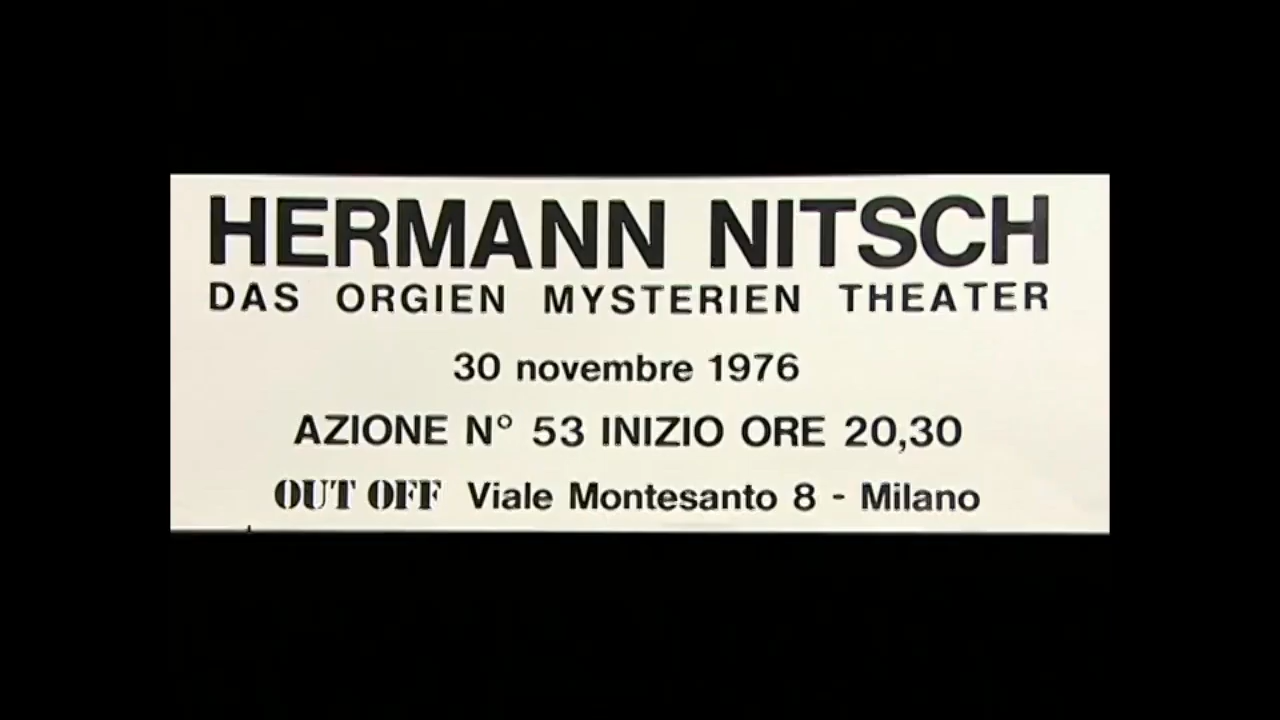 HERMANN NITSCH
DAS ORGIEN MYSTERIEN THEATER
30 novembre 1976
AZIONE N° 53 INIZIO ORE 20,30
OUT OFF Viale Montesanto 8 - Milano